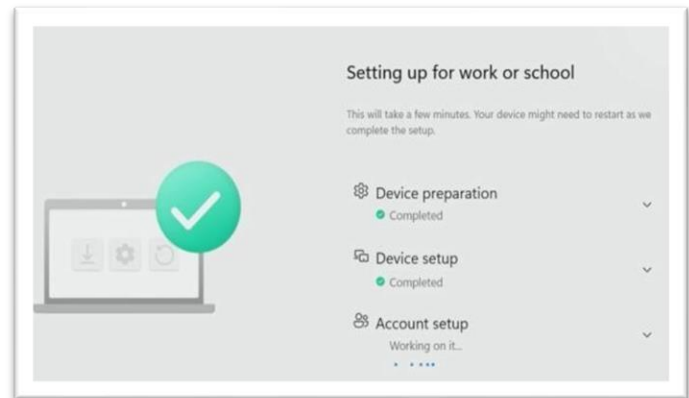 Setting up for work or school
This will take a few minutes. Your device might need to restart as we
complete the setup.
Device preparation
Completed
Device setup
Completed
Account setup
Working on it...